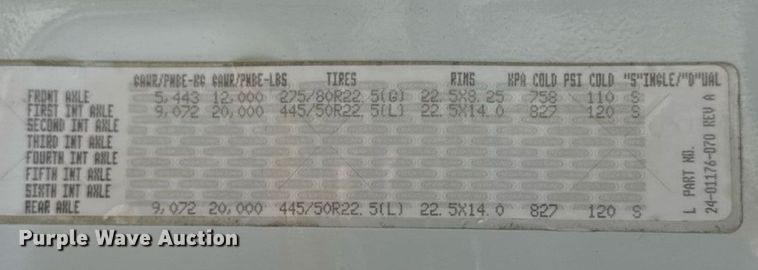 GAWR/PNBE-KG GAWR/PNBE-LBS TIRES RIMS KPA COLD PSI COLD "S"INGLE/"D"UAL
FRONT AXLE 5,443 12,000 275/80R22.5(G) 22.5X8.25 758 110 S
FIRST INT AXLE 9,072 20,000 445/50R22.5(L) 22.5X14.0 827 120 S
SECOND INT AXLE
THIRD INT AXLE
FOURTH INT AXLE
FIFTH INT AXLE
SIXTH INT AXLE
REAR AXLE 9,072 20,000 445/50R22.5(L) 22.5X14.0 827 120 S
L PART NO.
24-01176-070 REV A
Purple Wave Auction